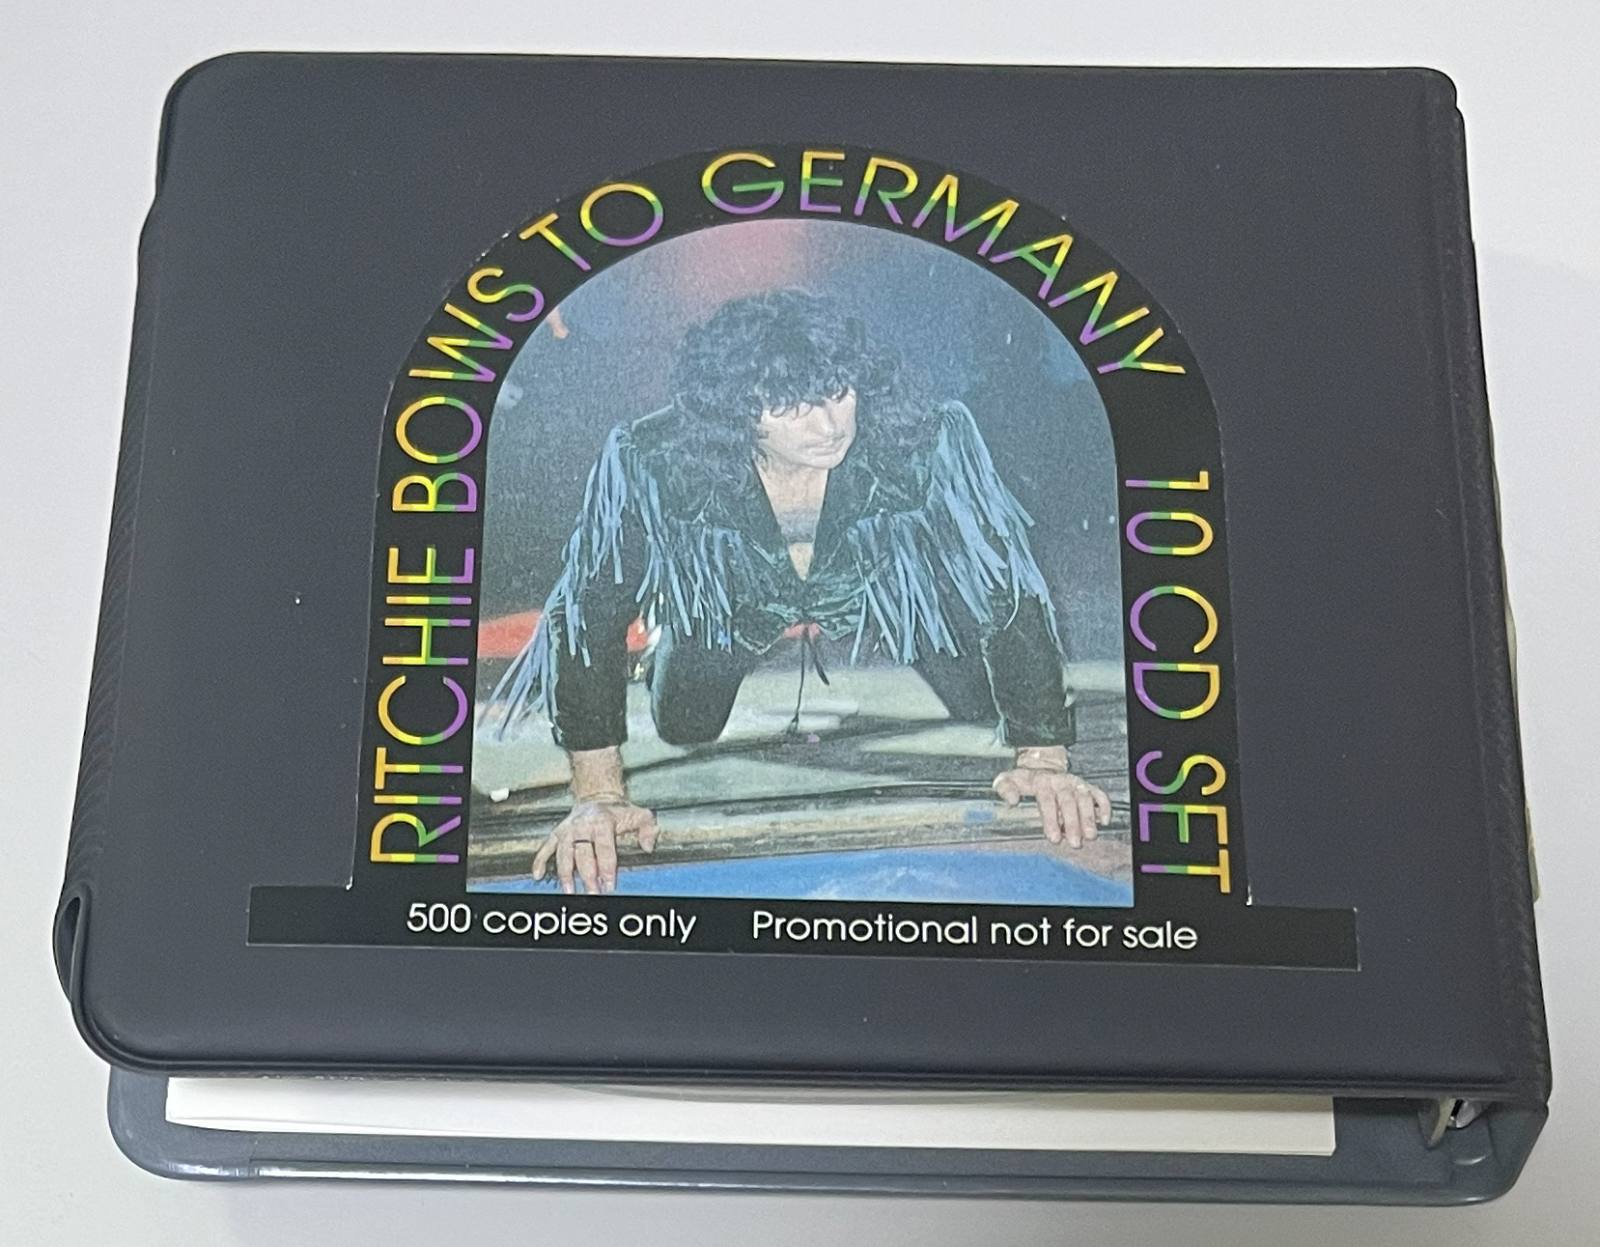 RITCHIE BOWS TO GERMANY 10 CD SET
500 copies only Promotional not for sale